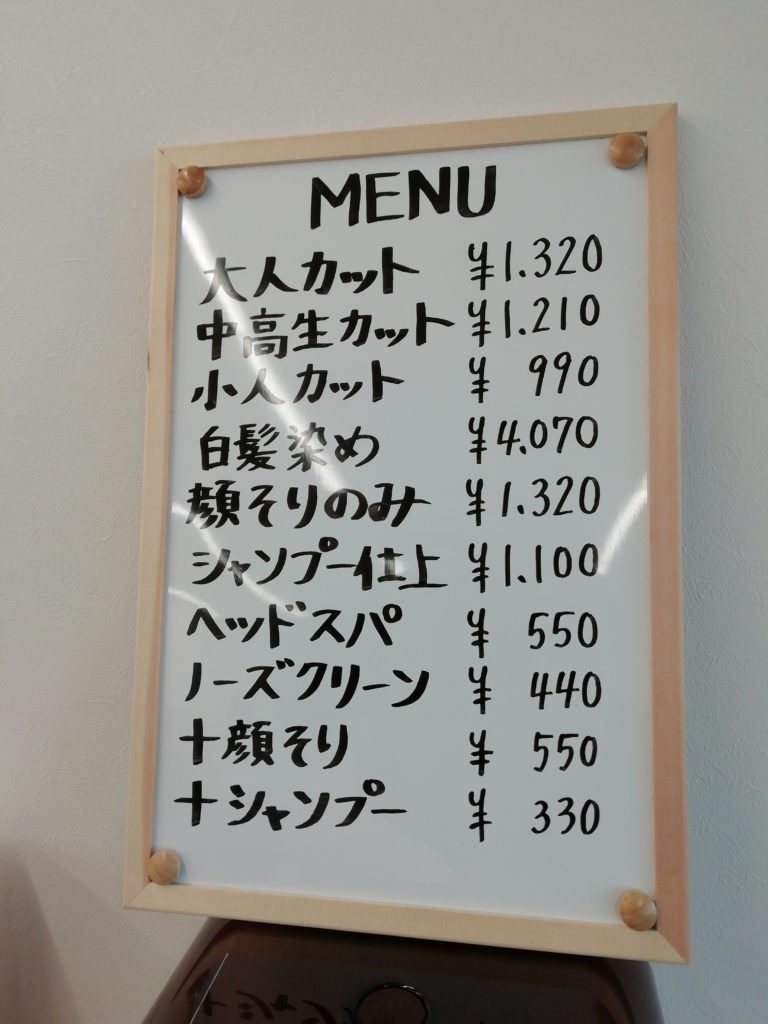 MENU
大人カット ¥1.320
中高生カット ¥1.210
小人カット ¥ 990
白髪染め ¥4.070
顔そりのみ ¥1.320
シャンプー仕上 ¥1.100
ヘッドスパ ¥ 550
ノーズクリーン ¥ 440
+顔そり ¥ 550
+シャンプー ¥ 330